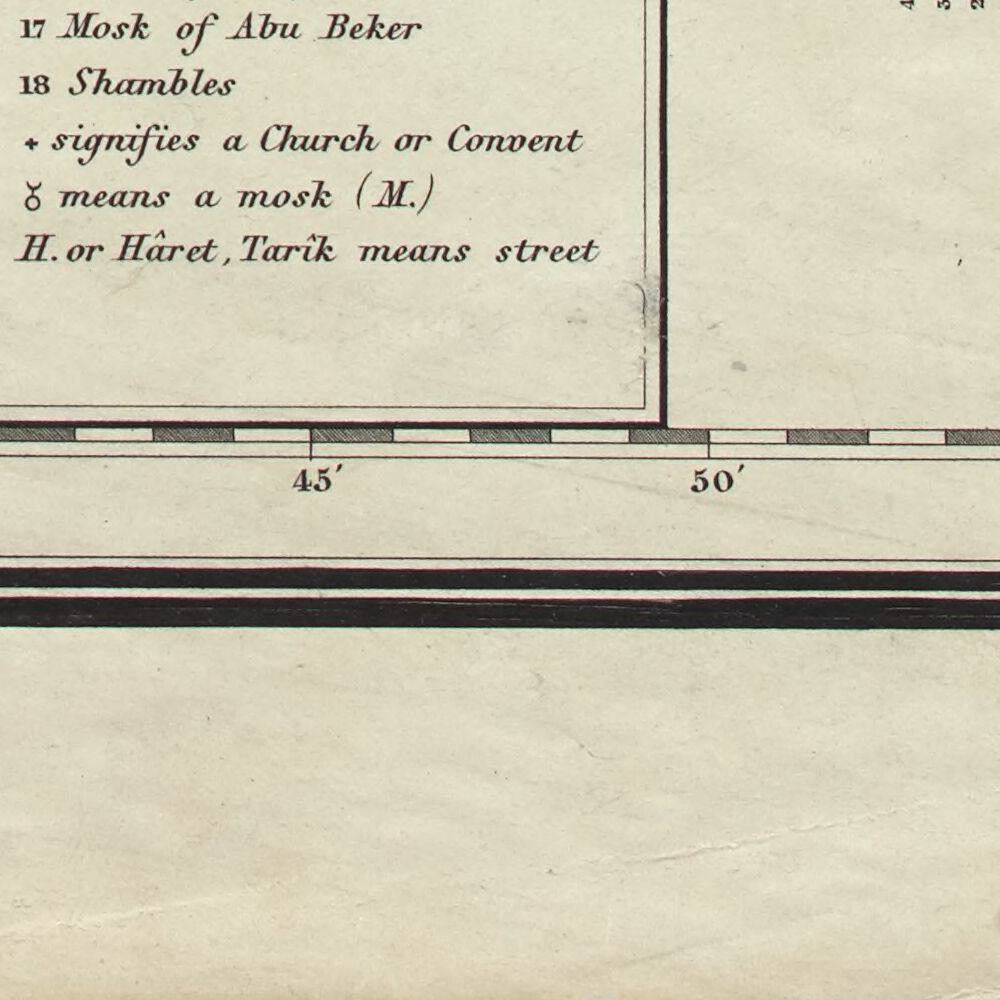 17 Mosk of Abu Beker
18 Shambles
+ signifies a Church or Convent
♉ means a mosk (M.)
H. or Hâret, Tarîk means street
45′
50′